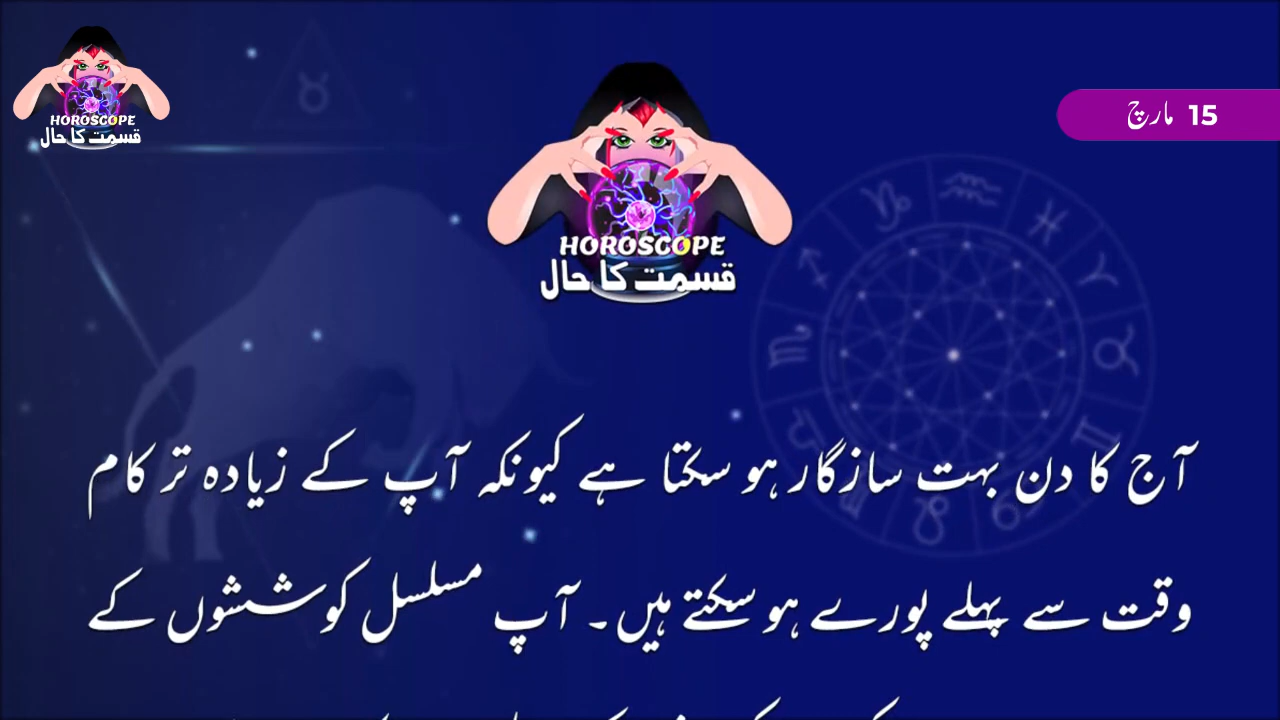 HOROSCOPE
قسمت کا حال
15 مارچ
HOROSCOPE
قسمت کا حال
آج کا دن بہت سازگار ہو سکتا ہے کیونکہ آپ کے زیادہ تر کام
وقت سے پہلے پورے ہو سکتے ہیں۔ آپ مسلسل کوششوں کے